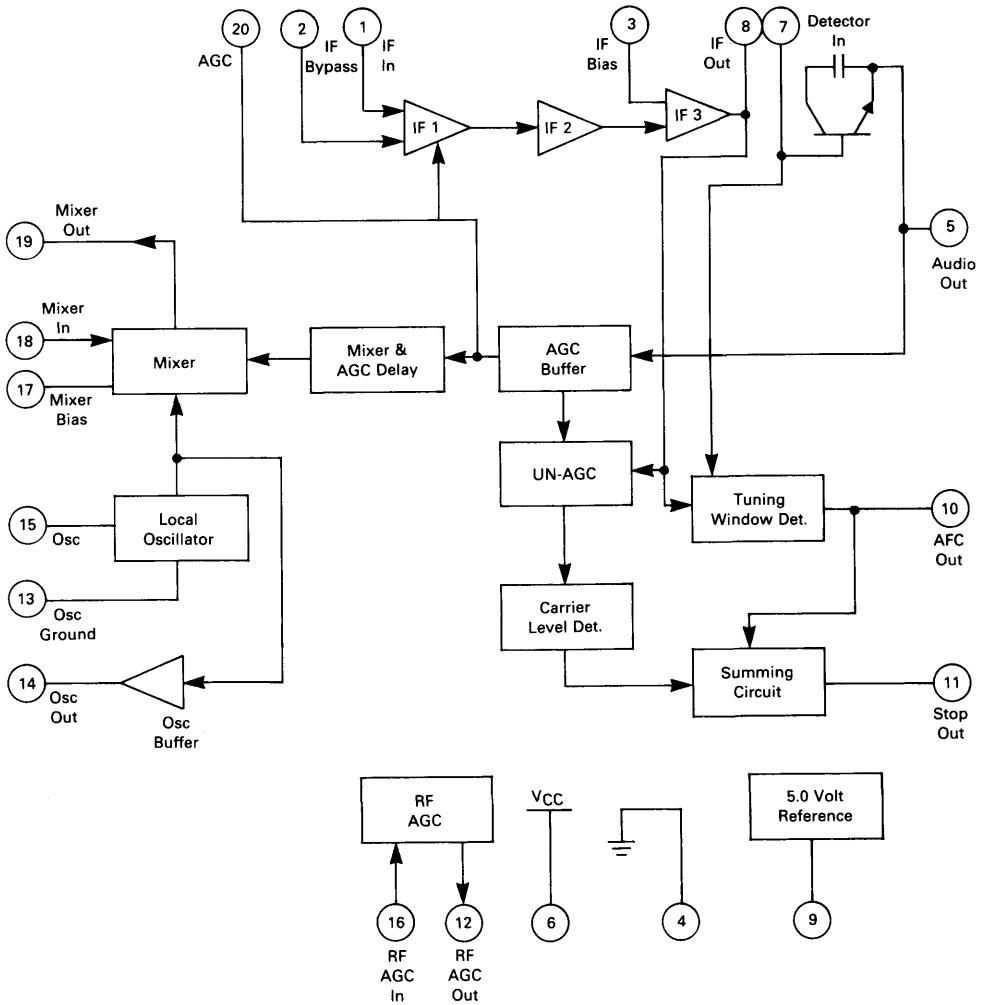 20
2
1
3
8
7
Detector
In
AGC
IF
Bypass
IF
In
IF
Bias
IF
Out
IF 1
IF 2
IF 3
Mixer
Out
19
5
Audio
Out
Mixer
In
18
Mixer
Mixer &
AGC Delay
AGC
Buffer
17
Mixer
Bias
UN-AGC
Tuning
Window Det.
10
AFC
Out
15
Osc
Local
Oscillator
13
Osc
Ground
Carrier
Level Det.
14
Osc
Out
Osc
Buffer
Summing
Circuit
11
Stop
Out
RF
AGC
VCC
5.0 Volt
Reference
16
12
6
4
9
RF
AGC
In
RF
AGC
Out